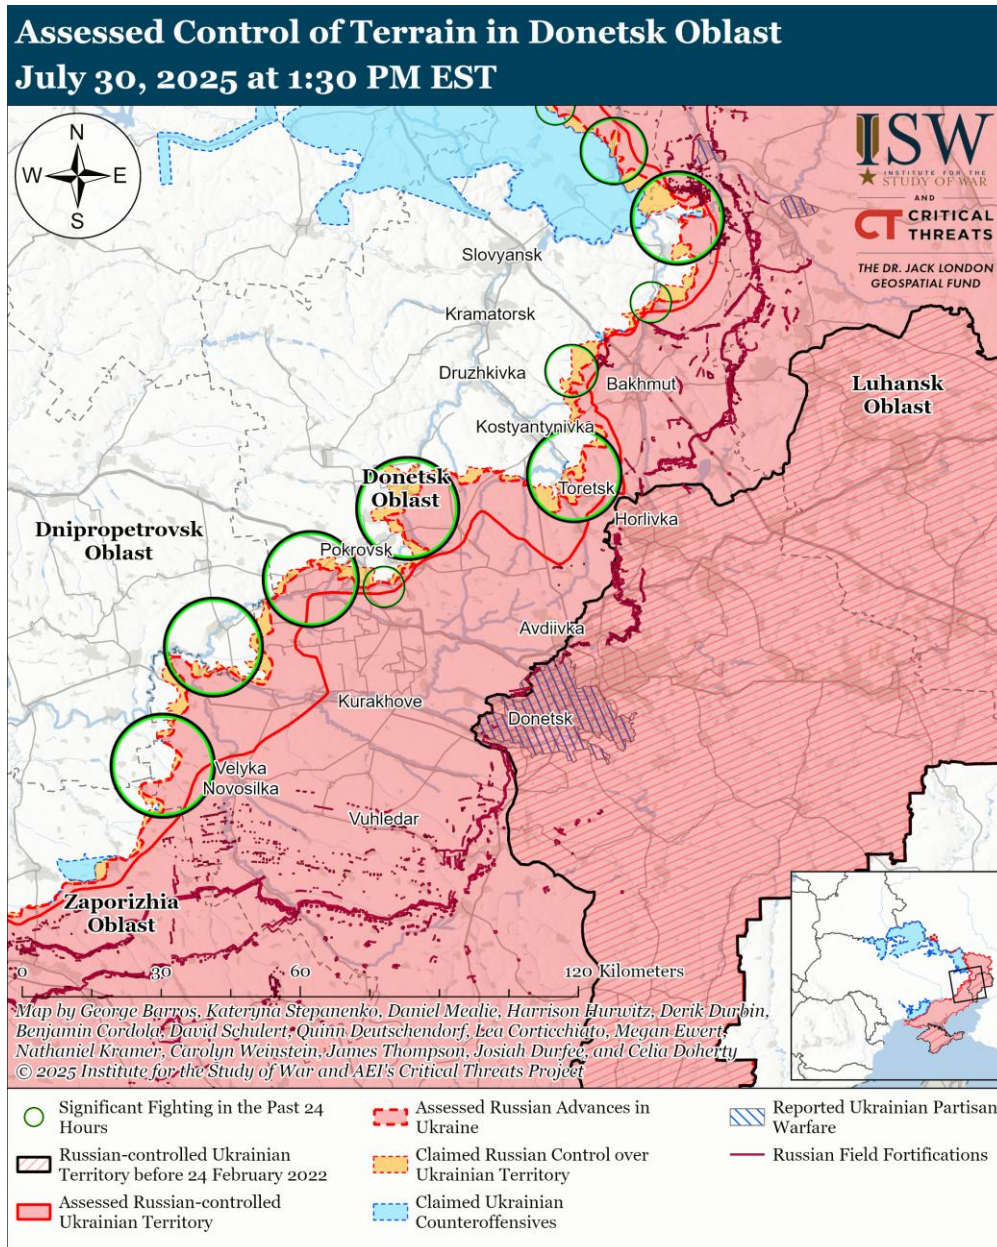 Assessed Control of Terrain in Donetsk Oblast
July 30, 2025 at 1:30 PM EST
N
W
E
S
ISW
INSTITUTE FOR THE
STUDY OF WAR
AND
CT CRITICAL
THREATS
THE DR. JACK LONDON
GEOSPATIAL FUND
Slovyansk
Kramatorsk
Druzhkivka
Bakhmut
Luhansk
Oblast
Kostyantynivka
Donetsk
Oblast
Toretsk
Dnipropetrovsk
Oblast
Horlivka
Pokrovsk
Avdiivka
Kurakhove
Donetsk
Velyka
Novosilka
Vuhledar
Zaporizhia
Oblast
0 30 60 120 Kilometers
Map by George Barros, Kateryna Stepanenko, Daniel Mealie, Harrison Hurwitz, Derik Durbin,
Benjamin Cordola, David Schulert, Quinn Deutschendorf, Lea Corticchiato, Megan Ewert,
Nathaniel Kramer, Carolyn Weinstein, James Thompson, Josiah Durfee, and Celia Doherty
© 2025 Institute for the Study of War and AEI's Critical Threats Project
Significant Fighting in the Past 24
Hours
Russian-controlled Ukrainian
Territory before 24 February 2022
Assessed Russian-controlled
Ukrainian Territory
Assessed Russian Advances in
Ukraine
Claimed Russian Control over
Ukrainian Territory
Claimed Ukrainian
Counteroffensives
Reported Ukrainian Partisan
Warfare
Russian Field Fortifications